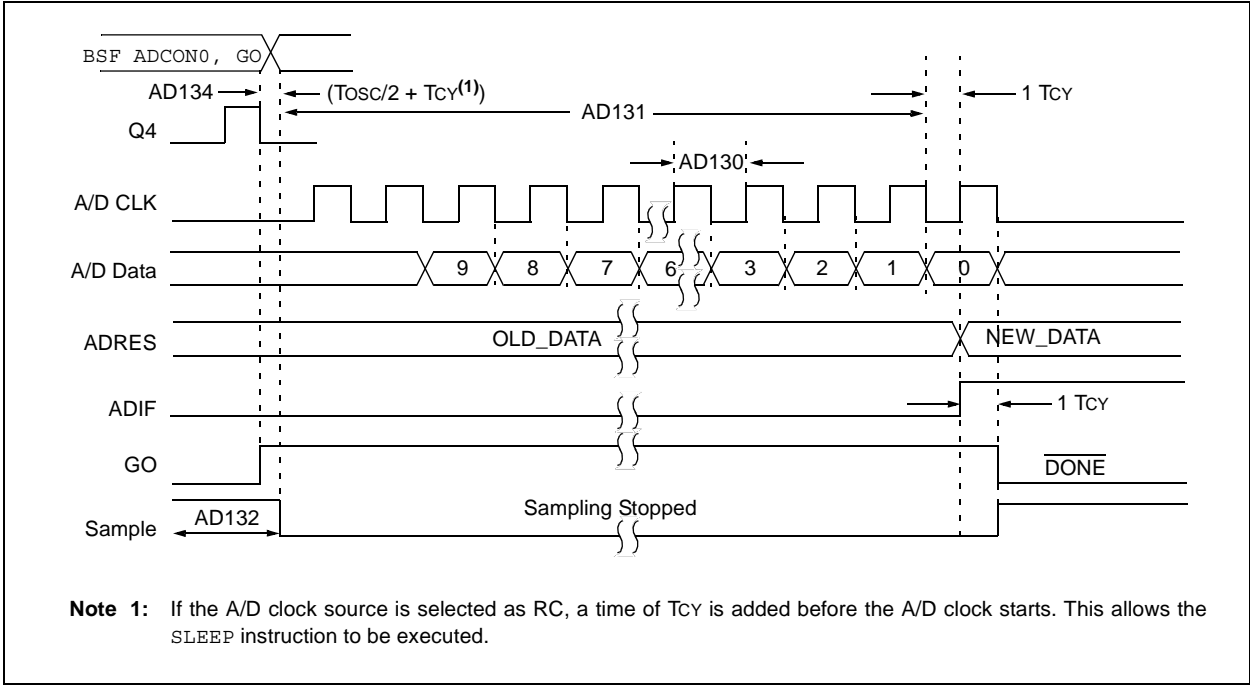 BSF ADCON0, GO
AD134
(TOSC/2 + TCY(1))
1 TCY
AD131
Q4
AD130
A/D CLK
A/D Data
9 8 7 6 3 2 1 0
ADRES
OLD_DATA
NEW_DATA
ADIF
1 TCY
GO
DONE
Sample
AD132
Sampling Stopped
Note 1: If the A/D clock source is selected as RC, a time of TCY is added before the A/D clock starts. This allows the
SLEEP instruction to be executed.